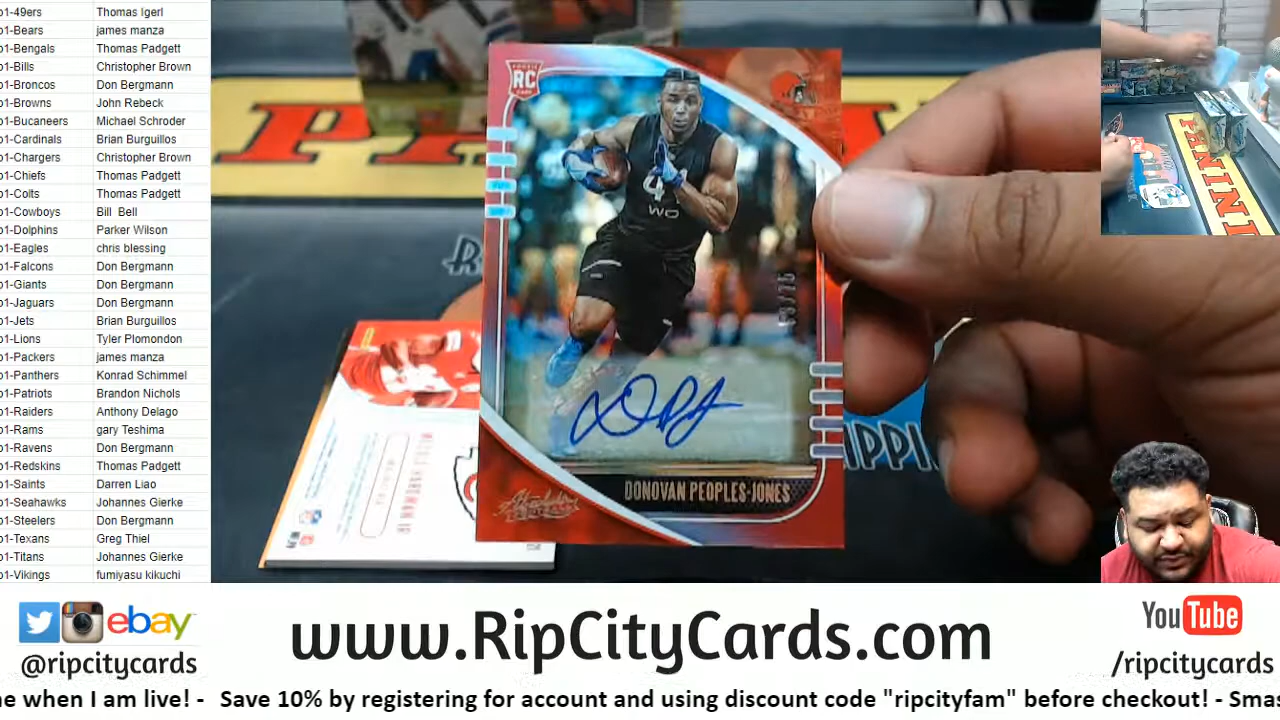 o1-49ers Thomas Igerl
o1-Bears james manza
o1-Bengals Thomas Padgett
o1-Bills Christopher Brown
o1-Broncos Don Bergmann
o1-Browns John Rebeck
o1-Bucaneers Michael Schroder
o1-Cardinals Brian Burguillos
o1-Chargers Christopher Brown
o1-Chiefs Thomas Padgett
o1-Colts Thomas Padgett
o1-Cowboys Bill Bell
o1-Dolphins Parker Wilson
o1-Eagles chris blessing
o1-Falcons Don Bergmann
o1-Giants Don Bergmann
o1-Jaguars Don Bergmann
o1-Jets Brian Burguillos
o1-Lions Tyler Plomondon
o1-Packers james manza
o1-Panthers Konrad Schimmel
o1-Patriots Brandon Nichols
o1-Raiders Anthony Delago
o1-Rams gary Teshima
o1-Ravens Don Bergmann
o1-Redskins Thomas Padgett
o1-Saints Darren Liao
o1-Seahawks Johannes Gierke
o1-Steelers Don Bergmann
o1-Texans Greg Thiel
o1-Titans Johannes Gierke
o1-Vikings fumiyasu kikuchi
RC
WO
DONOVAN PEOPLES-JONES
Absolute
PANINI
ebay
@ripcitycards
www.RipCityCards.com
YouTube
/ripcitycards
ne when I am live! - Save 10% by registering for account and using discount code "ripcityfam" before checkout! - Smas